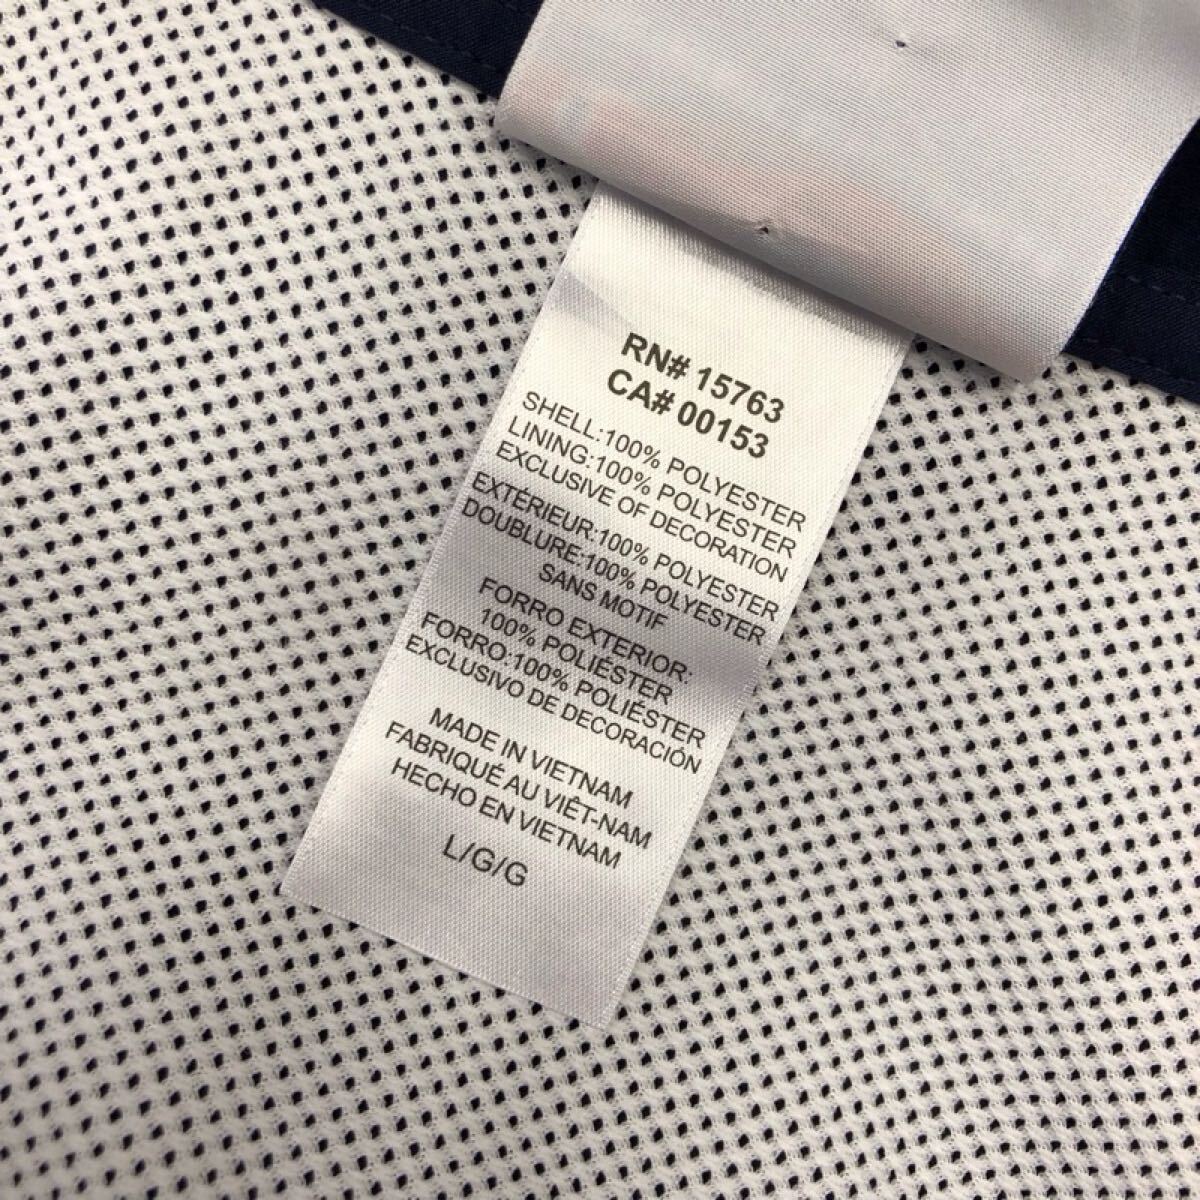 RN# 15763
CA# 00153
SHELL:100% POLYESTER
LINING:100% POLYESTER
EXCLUSIVE OF DECORATION
EXTÉRIEUR:100% POLYESTER
DOUBLURE:100% POLYESTER
SANS MOTIF
FORRO EXTERIOR:
100% POLIÉSTER
FORRO:100% POLIÉSTER
EXCLUSIVO DE DECORACIÓN
MADE IN VIETNAM
FABRIQUÉ AU VIÊT-NAM
HECHO EN VIETNAM
L/G/G